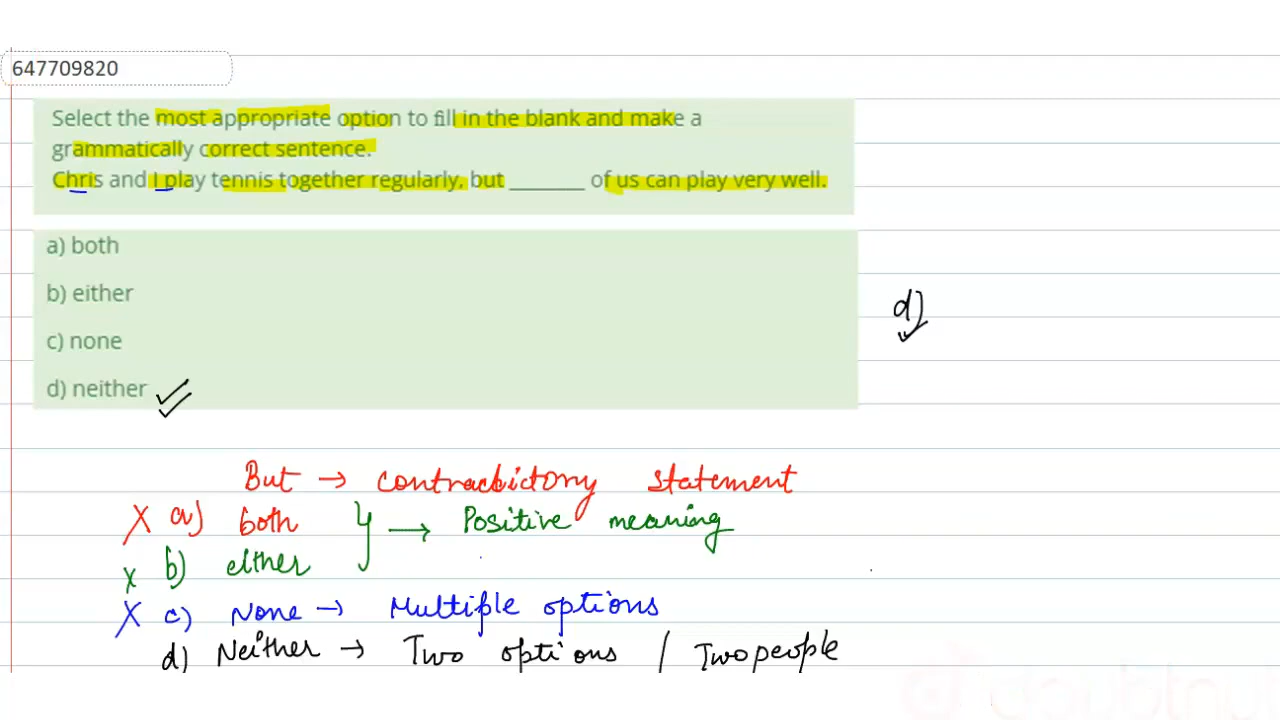 647709820
Select the most appropriate option to fill in the blank and make a
grammatically correct sentence.
Chris and I play tennis together regularly, but ________ of us can play very well.
a) both
b) either
c) none
d) neither
d)
But → contradictory statement
X a) both → Positive meaning
x b) either
X c) None → Multiple options
d) Neither → Two options / Two people
doubtnut